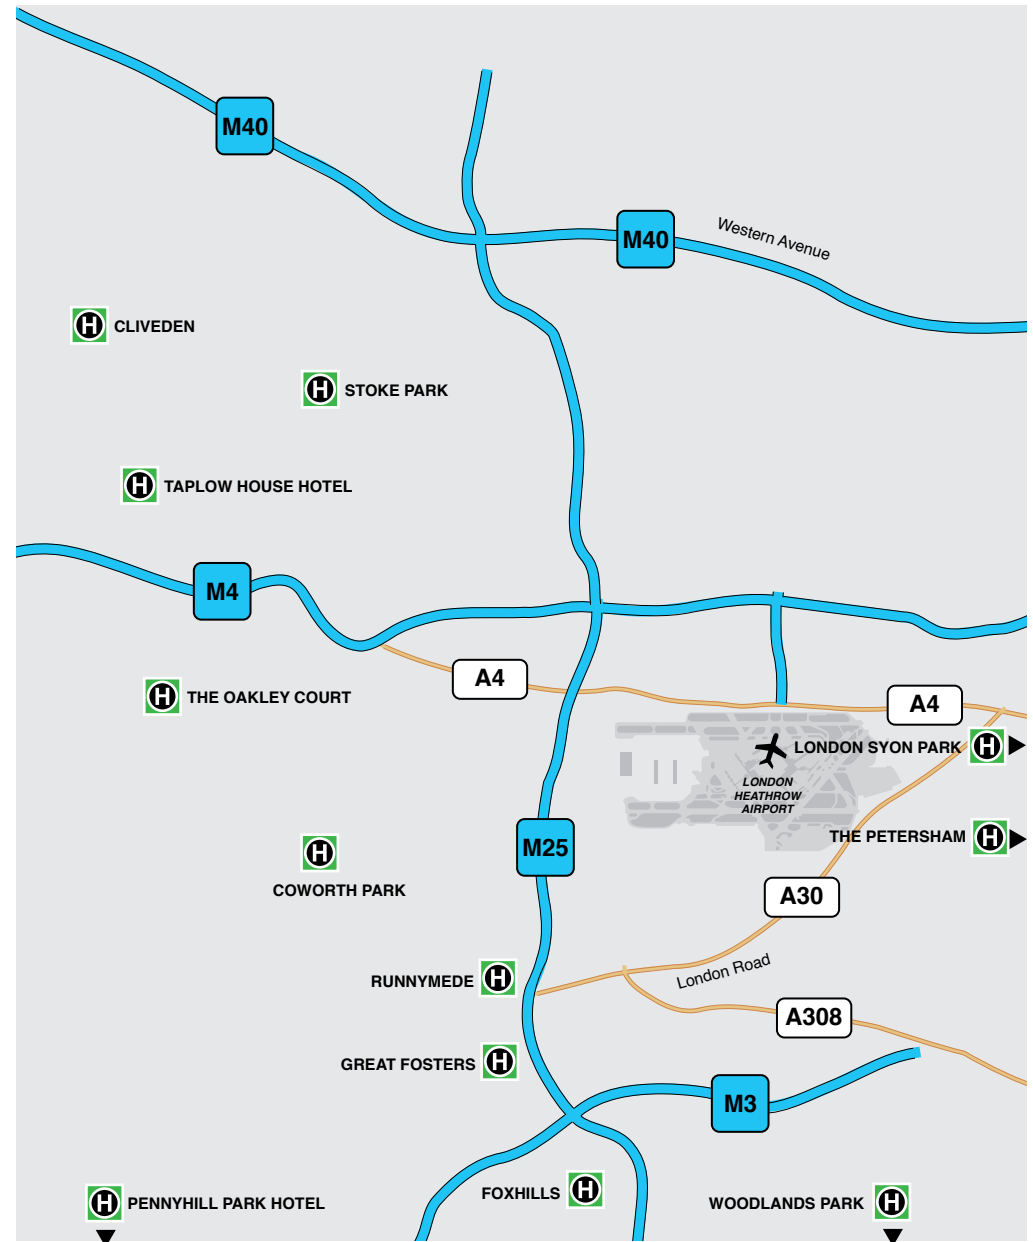 M40
M40
Western Avenue
H CLIVEDEN
H STOKE PARK
H TAPLOW HOUSE HOTEL
M4
A4
H THE OAKLEY COURT
A4
LONDON SYON PARK H
LONDON
HEATHROW
AIRPORT
THE PETERSHAM H
M25
H
COWORTH PARK
A30
RUNNYMEDE H
London Road
A308
GREAT FOSTERS H
M3
H PENNYHILL PARK HOTEL
FOXHILLS H
WOODLANDS PARK H